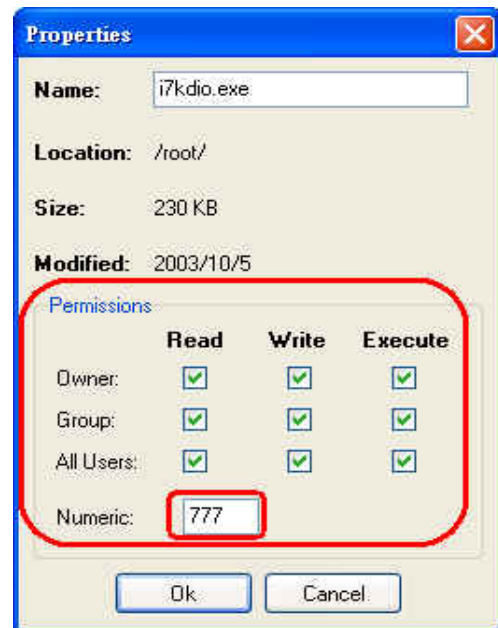 Properties
Name: i7kdio.exe
Location: /root/
Size: 230 KB
Modified: 2003/10/5
Permissions
Read Write Execute
Owner:
Group:
All Users:
Numeric: 777
Ok Cancel